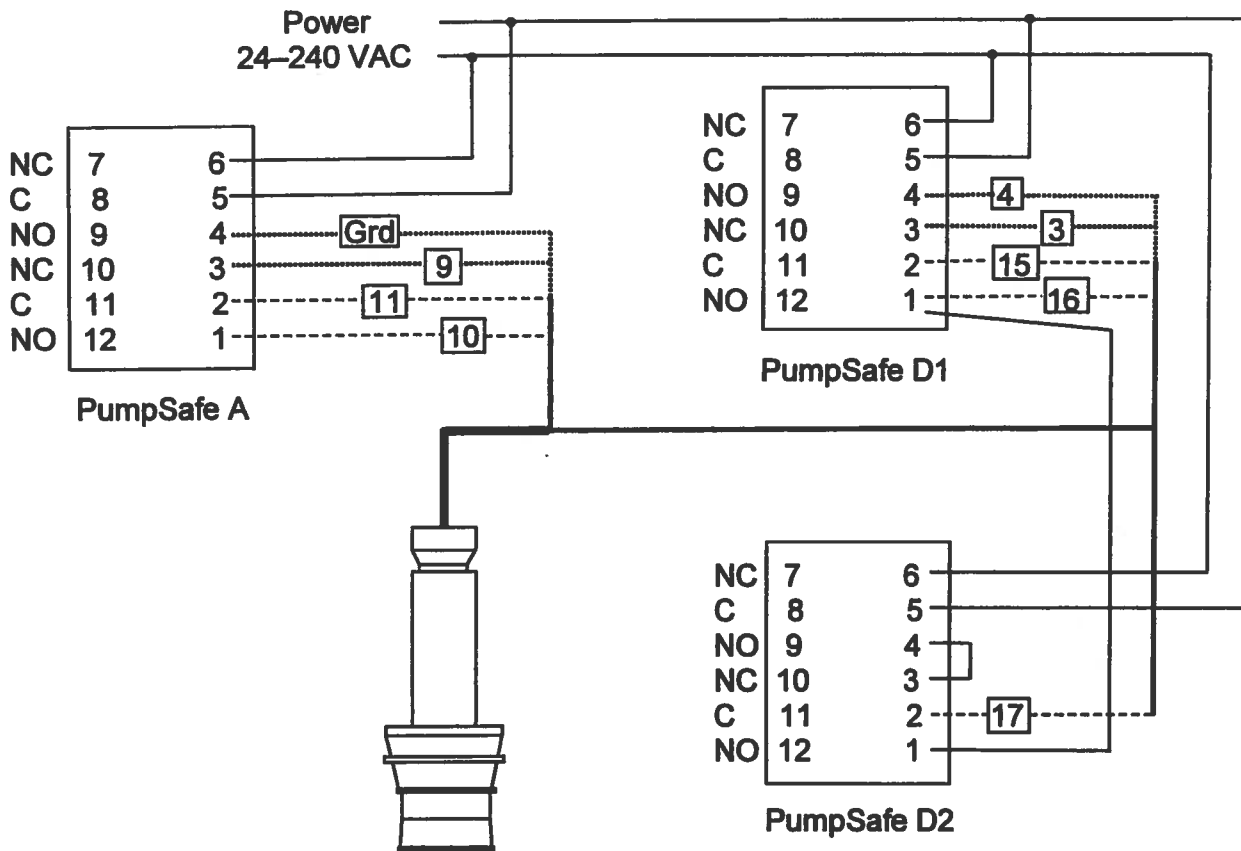 Power
24–240 VAC
NC 7 6
C 8 5
NO 9 4 Grd
NC 10 3 9
C 11 2 11
NO 12 1 10
PumpSafe A
NC 7 6
C 8 5
NO 9 4 4
NC 10 3 3
C 11 2 15
NO 12 1 16
PumpSafe D1
NC 7 6
C 8 5
NO 9 4
NC 10 3
C 11 2 17
NO 12 1
PumpSafe D2